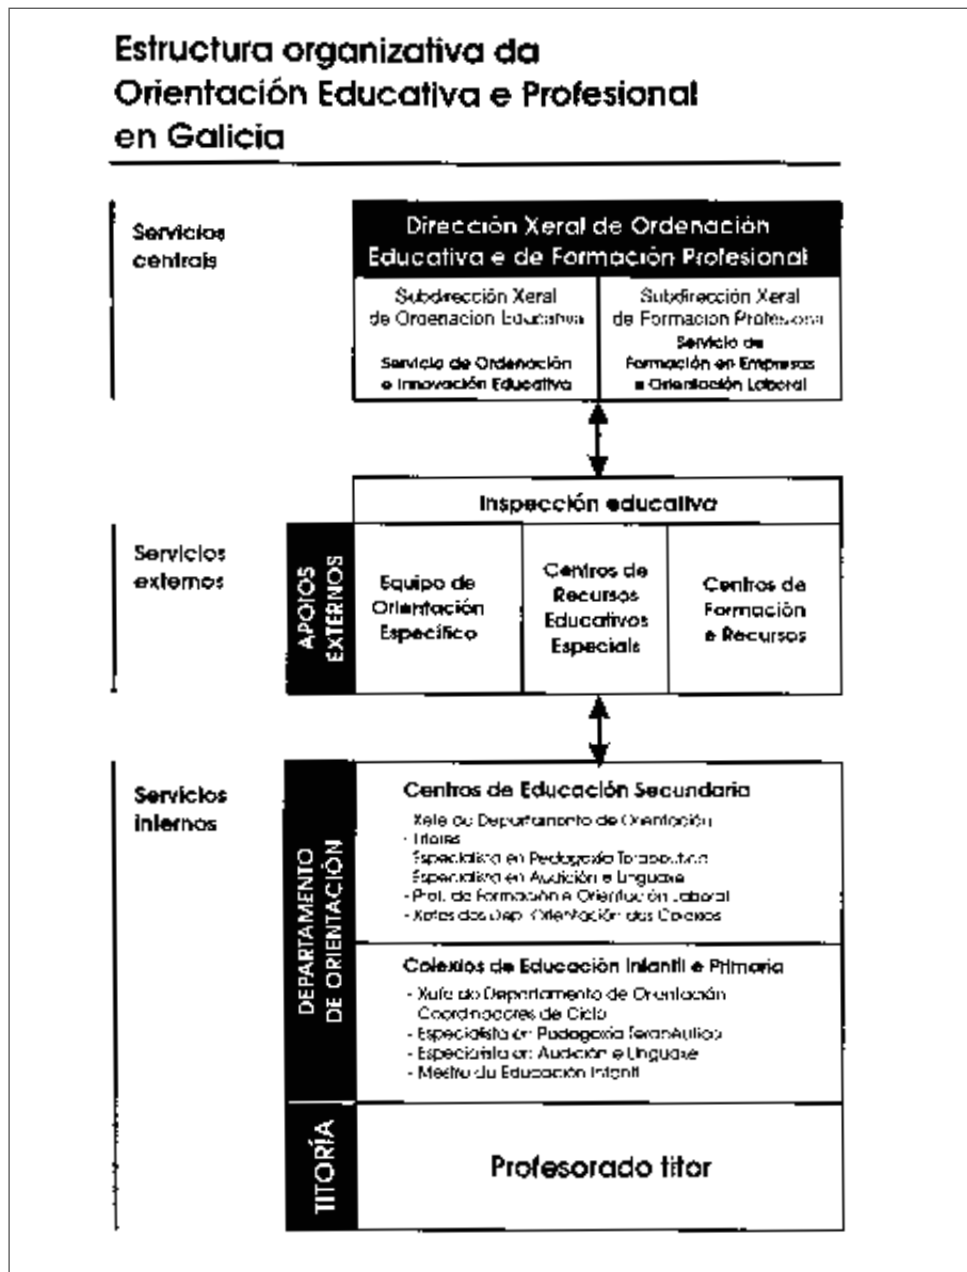 Estructura organizativa da
Orientación Educativa e Profesional
en Galicia
Servicios
centrais
Dirección Xeral de Ordenación
Educativa e de Formación Profesional
Subdirección Xeral
de Ordenación Educativa
Servicio de Ordenación
e Innovación Educativa
Subdirección Xeral
de Formación Profesional
Servicio de
Formación en Empresas
e Orientación Laboral
Inspección educativa
Servicios
externos
APOIOS
EXTERNOS
Equipo de
Orientación
Específico
Centros de
Recursos
Educativos
Especiais
Centros de
Formación
e Recursos
Servicios
internos
DEPARTAMENTO
DE ORIENTACIÓN
Centros de Educación Secundaria
Xefe do Departamento de Orientación
- Titores
Especialista en Pedagoxía Terapéutica
Especialista en Audición e Linguaxe
- Prof. de Formación e Orientación Laboral
- Xefes dos Dep. Orientación dos Colexios
Colexios de Educación Infantil e Primaria
- Xefe do Departamento de Orientación
Coordinadores de Ciclo
- Especialista en Pedagoxía Terapéutica
- Especialista en Audición e Linguaxe
- Mestre de Educación Infantil
TITORÍA
Profesorado titor